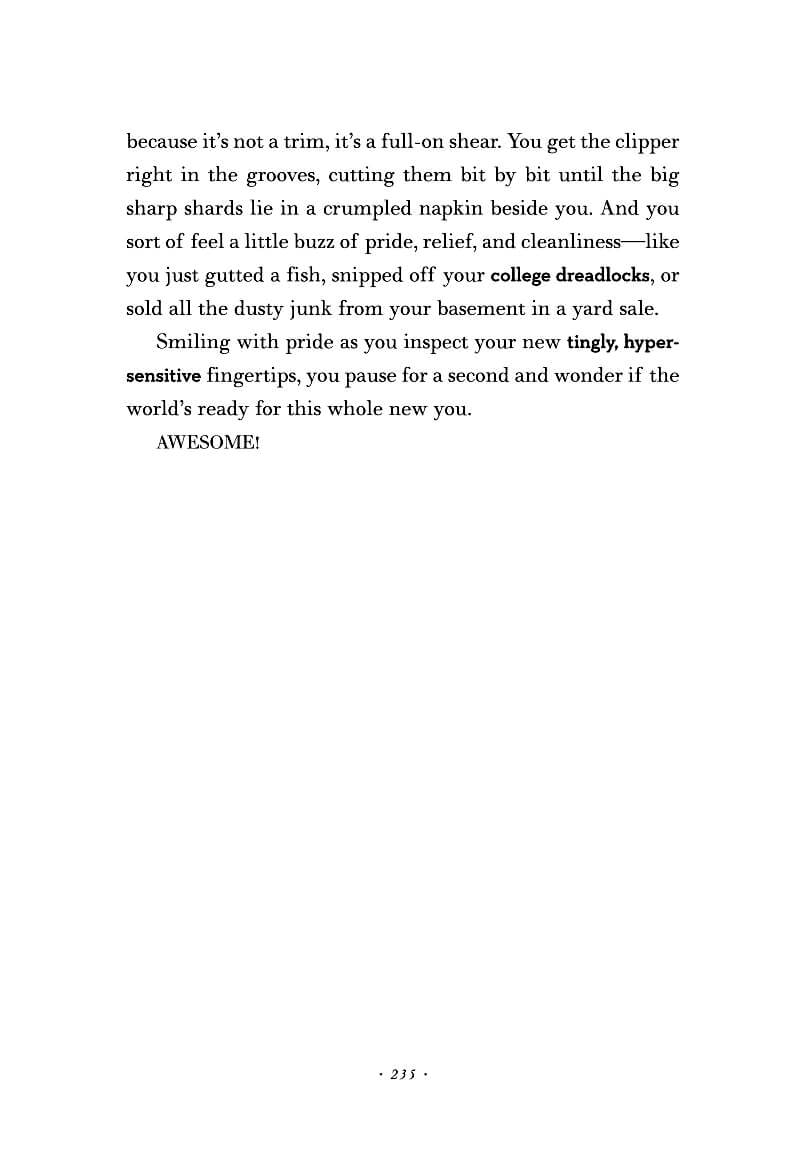 because it’s not a trim, it’s a full-on shear. You get the clipper
right in the grooves, cutting them bit by bit until the big
sharp shards lie in a crumpled napkin beside you. And you
sort of feel a little buzz of pride, relief, and cleanliness—like
you just gutted a fish, snipped off your college dreadlocks, or
sold all the dusty junk from your basement in a yard sale.
Smiling with pride as you inspect your new tingly, hyper-
sensitive fingertips, you pause for a second and wonder if the
world’s ready for this whole new you.
AWESOME!
· 235 ·